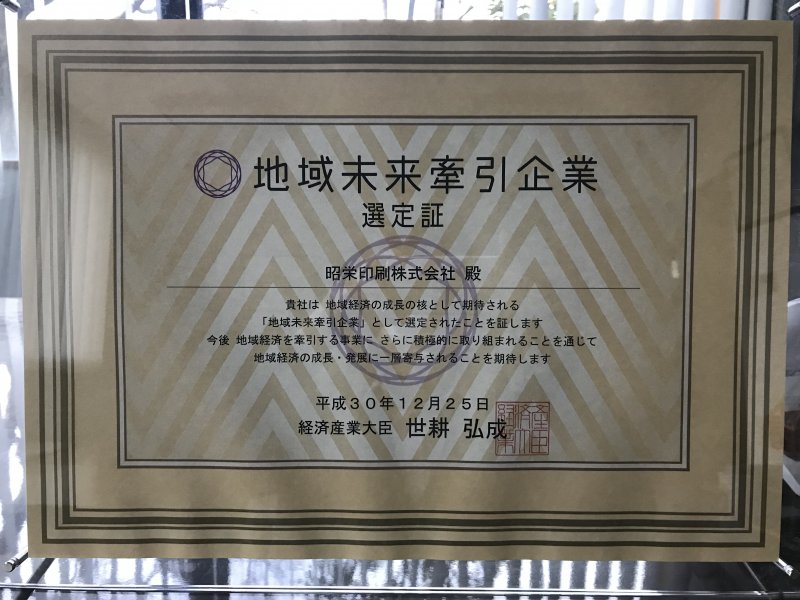 地域未来牽引企業
選定証
昭栄印刷株式会社 殿
貴社は 地域経済の成長の核として期待される
「地域未来牽引企業」として選定されたことを証します
今後 地域経済を牽引する事業に さらに積極的に取り組まれることを通じて
地域経済の成長・発展に一層寄与されることを期待します
平成30年12月25日
経済産業大臣 世耕 弘成